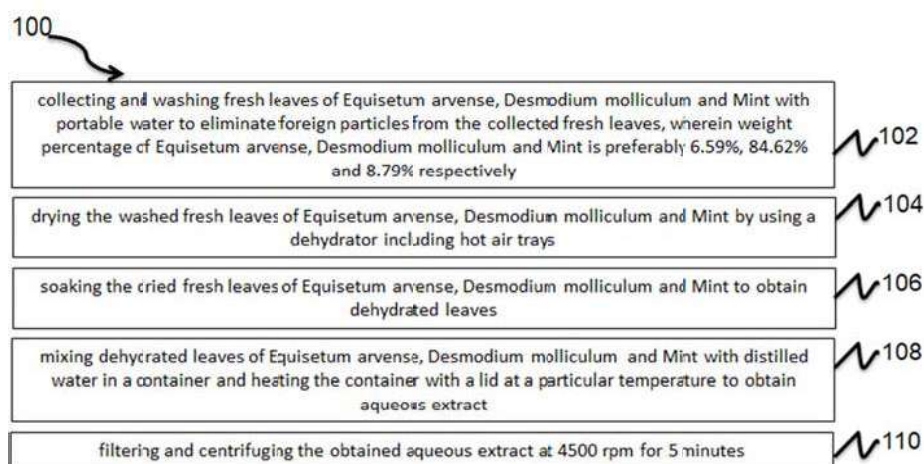 100
collecting and washing fresh leaves of Equisetum arvense, Desmodium molliculum and Mint with
portable water to eliminate foreign particles from the collected fresh leaves, wherein weight
percentage of Equisetum arvense, Desmodium molliculum and Mint is preferably 6.59%, 84.62%
and 8.79% respectively
102
drying the washed fresh leaves of Equisetum arvense, Desmodium molliculum and Mint by using a
dehydrator including hot air trays
104
soaking the dried fresh leaves of Equisetum arvense, Desmodium molliculum and Mint to obtain
dehydrated leaves
106
mixing dehydrated leaves of Equisetum arvense, Desmodium molliculum and Mint with distilled
water in a container and heating the container with a lid at a particular temperature to obtain
aqueous extract
108
filtering and centrifuging the obtained aqueous extract at 4500 rpm for 5 minutes
110